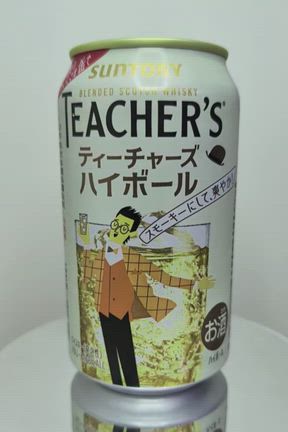 SUNTORY
BLENDED SCOTCH WHISKY
TEACHER'S
ティーチャーズ
ハイボール
スモーキーにして、爽やか。
お酒